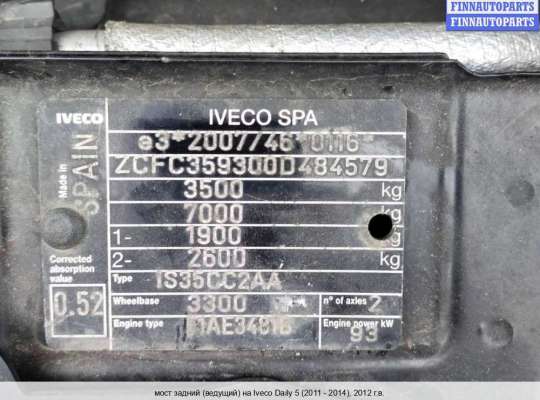 FINNAUTOPARTS
FINNAUTOPARTS
FINNAUTOPARTS
IVECO
IVECO SPA
e3*2007/46*0116*
Made in SPAIN
ZCFC359300D484579
3500 kg
7000 kg
1- 1900 kg
2- 2600 kg
Corrected absorption value
0.52
Type IS35CC2AA
Wheelbase 3300 n° of axles 2
Engine type Engine power kW
93
мост задний (ведущий) на Iveco Daily 5 (2011 - 2014), 2012 г.в.